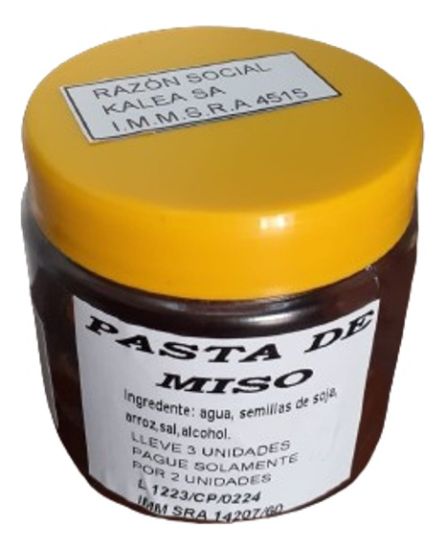 RAZÓN SOCIAL
KALEA SA
I.M.M.S.R.A 4515
PASTA DE
MISO
Ingrediente: agua, semillas de soja,
arroz,sal,alcohol.
LLEVE 3 UNIDADES
PAGUE SOLAMENTE
POR 2 UNIDADES
L 1223/CP/0224
IMM SRA 14207/60